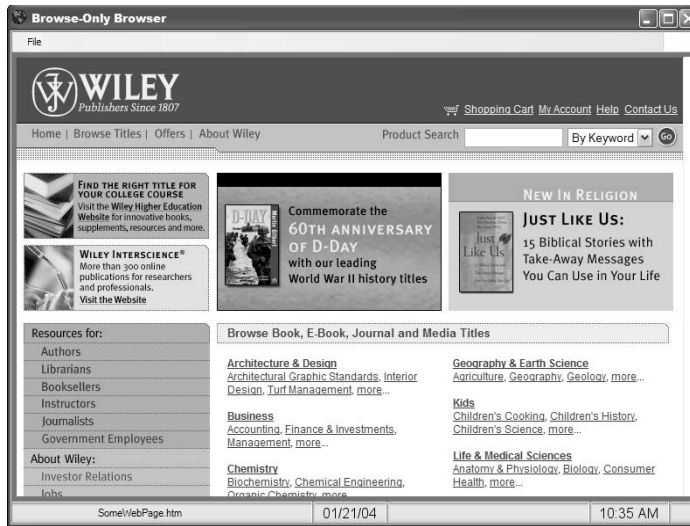 Browse-Only Browser
File
WILEY
Publishers Since 1807
Shopping Cart My Account Help Contact Us
Home | Browse Titles | Offers | About Wiley
Product Search
By Keyword
GO
FIND THE RIGHT TITLE FOR
YOUR COLLEGE COURSE
Visit the Wiley Higher Education
Website for innovative books,
supplements, resources and more.
WILEY INTERSCIENCE®
More than 300 online
publications for researchers
and professionals.
Visit the Website
D-DAY
Commemorate the
60TH ANNIVERSARY
OF D-DAY
with our leading
World War II history titles
NEW IN RELIGION
Just
Like Us
JUST LIKE US:
15 Biblical Stories with
Take-Away Messages
You Can Use in Your Life
Resources for:
Authors
Librarians
Booksellers
Instructors
Journalists
Government Employees
About Wiley:
Investor Relations
Jobs
Browse Book, E-Book, Journal and Media Titles
Architecture & Design
Architectural Graphic Standards, Interior
Design, Turf Management, more...
Business
Accounting, Finance & Investments,
Management, more...
Chemistry
Biochemistry, Chemical Engineering,
Organic Chemistry, more
Geography & Earth Science
Agriculture, Geography, Geology, more...
Kids
Children's Cooking, Children's History,
Children's Science, more...
Life & Medical Sciences
Anatomy & Physiology, Biology, Consumer
Health, more...
SomeWebPage.htm
01/21/04
10:35 AM